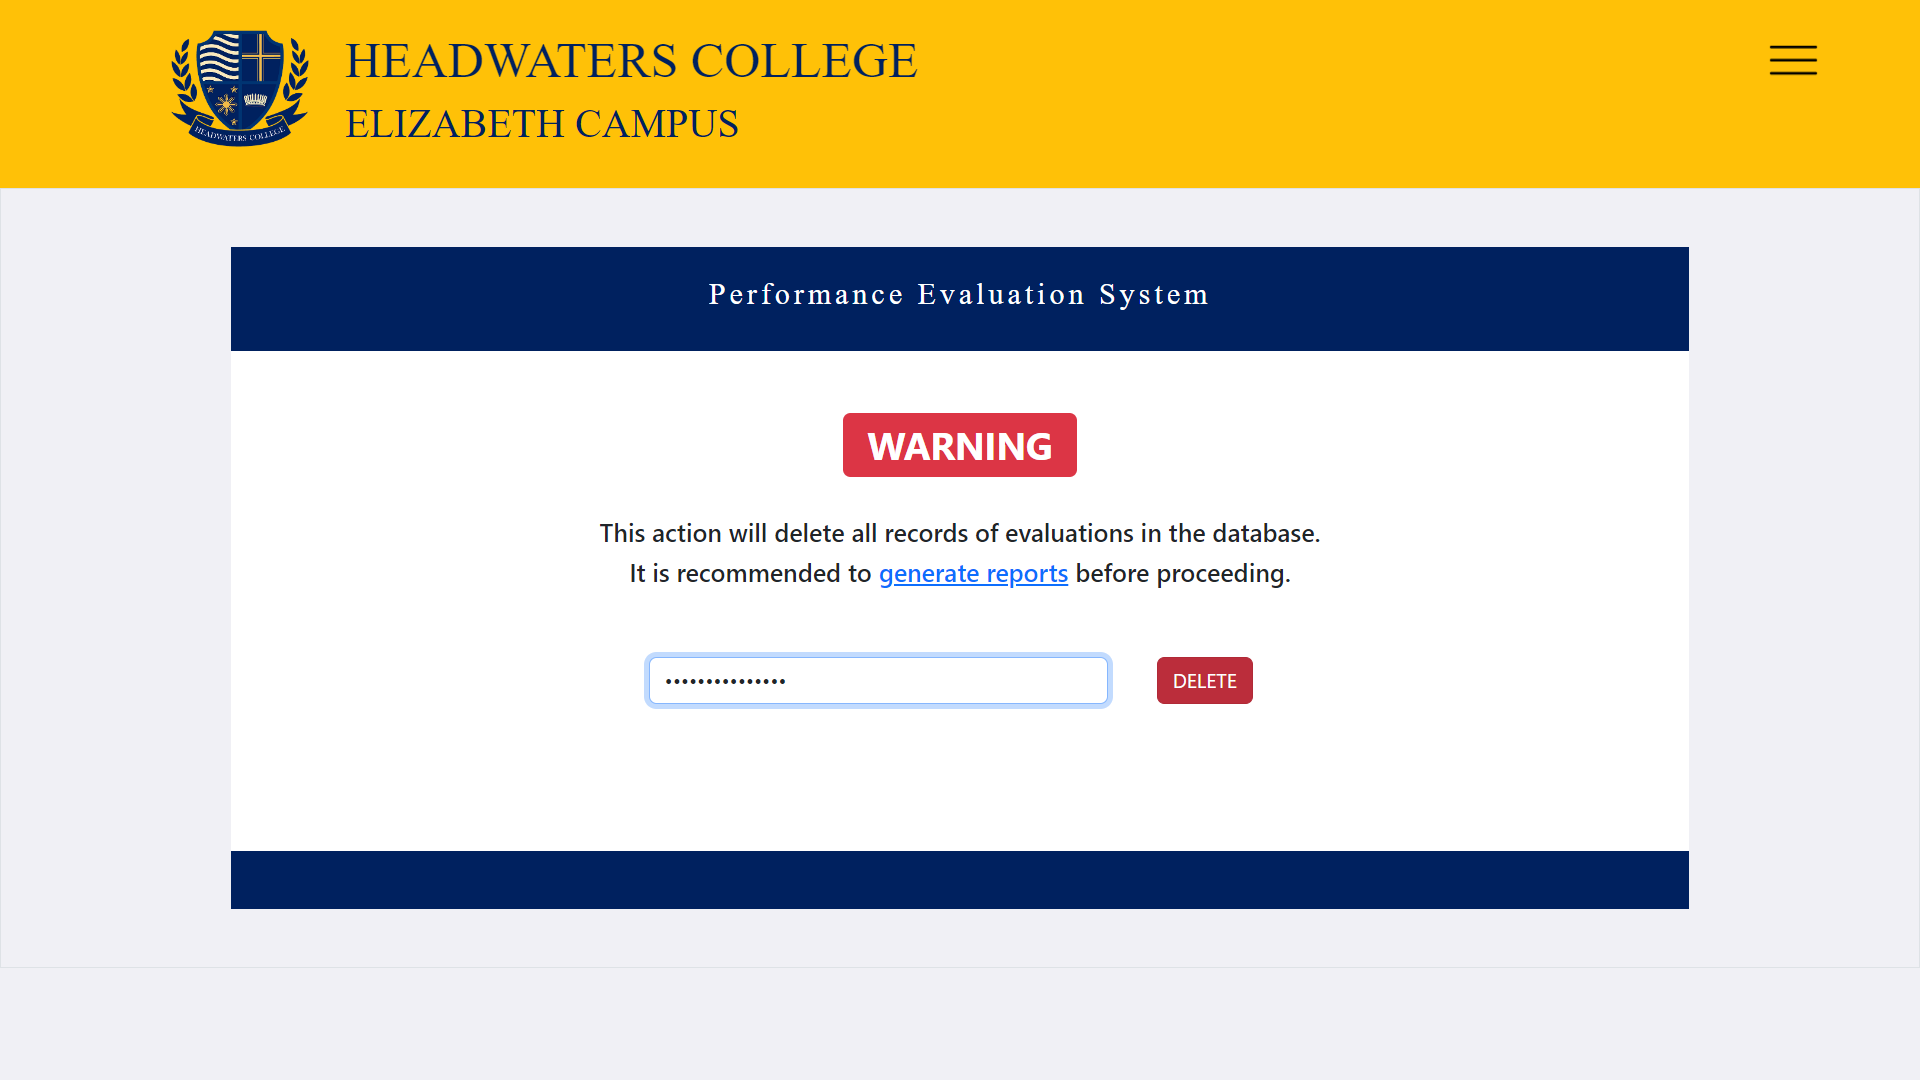 HEADWATERS COLLEGE
HEADWATERS COLLEGE
ELIZABETH CAMPUS
Performance Evaluation System
WARNING
This action will delete all records of evaluations in the database.
It is recommended to generate reports before proceeding.
•••••••••••••••
DELETE